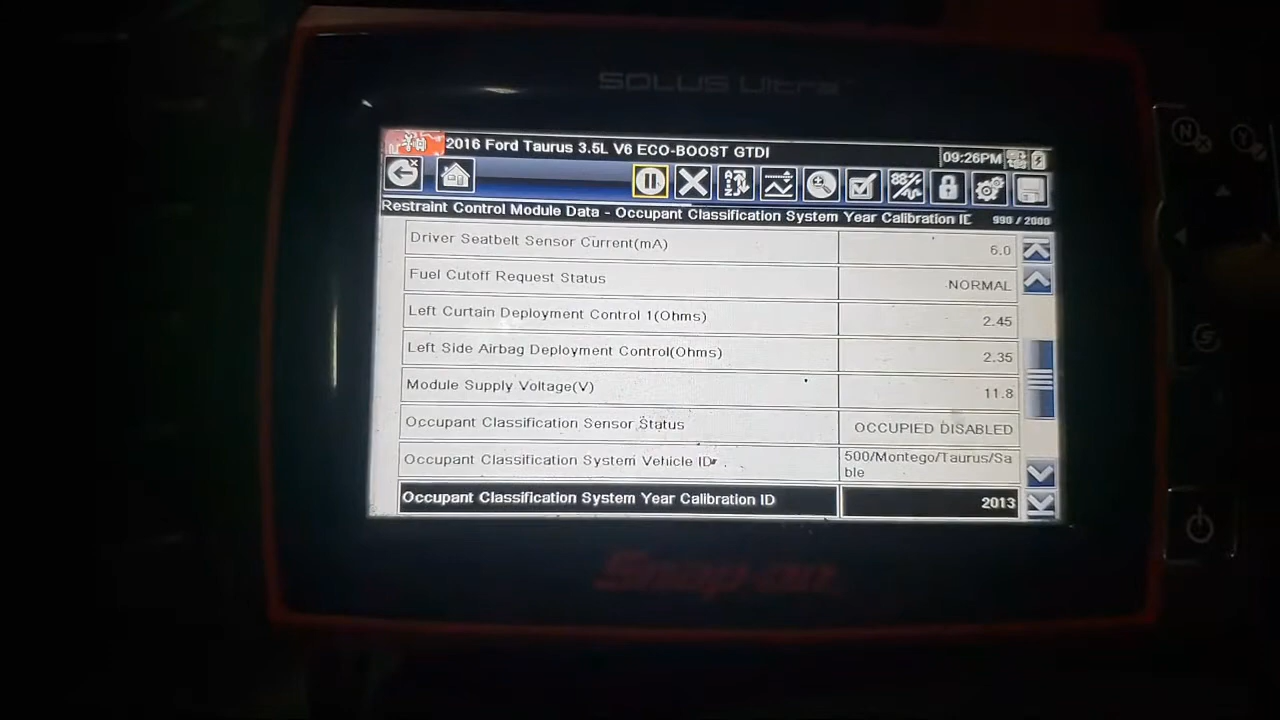 SOLUS Ultra
2016 Ford Taurus 3.5L V6 ECO-BOOST GTDI
09:26PM
Restraint Control Module Data - Occupant Classification System Year Calibration ID
990 / 2000
Driver Seatbelt Sensor Current(mA) 6.0
Fuel Cutoff Request Status NORMAL
Left Curtain Deployment Control 1(Ohms) 2.45
Left Side Airbag Deployment Control(Ohms) 2.35
Module Supply Voltage(V) 11.8
Occupant Classification Sensor Status OCCUPIED DISABLED
Occupant Classification System Vehicle ID 500/Montego/Taurus/Sa
ble
Occupant Classification System Year Calibration ID 2013
Snap-on
N
Y
S